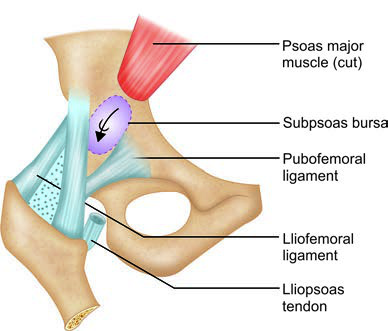 Psoas major
muscle (cut)
Subpsoas bursa
Pubofemoral
ligament
Lliofemoral
ligament
Lliopsoas
tendon